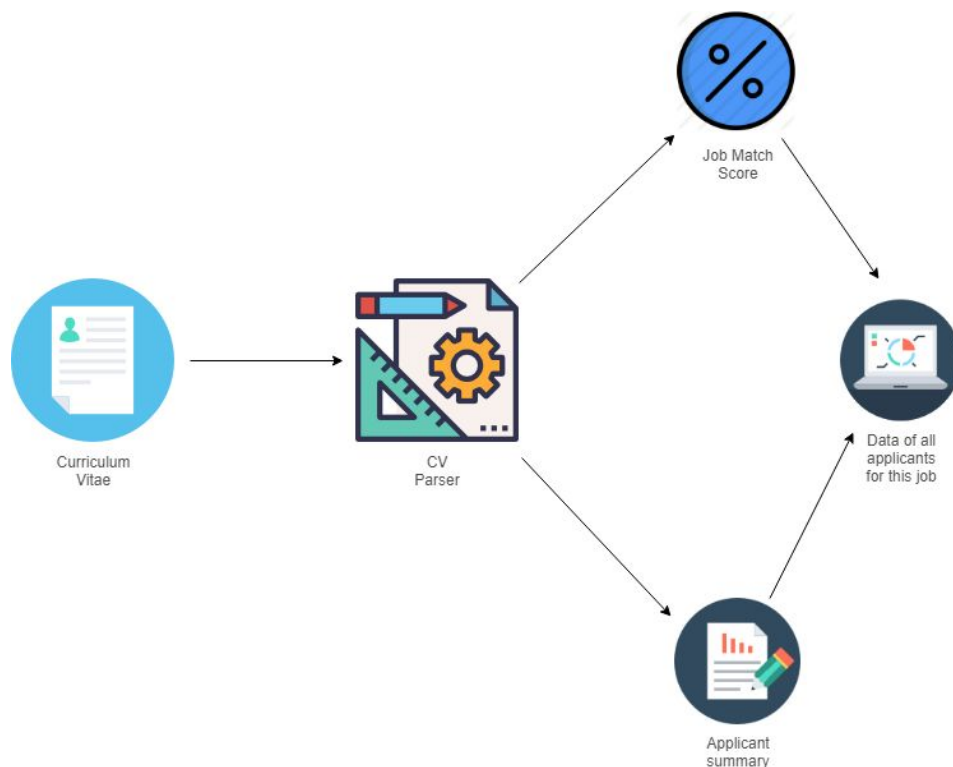 Job Match
Score
Curriculum
Vitae
CV
Parser
Data of all
applicants
for this job
Applicant
summary